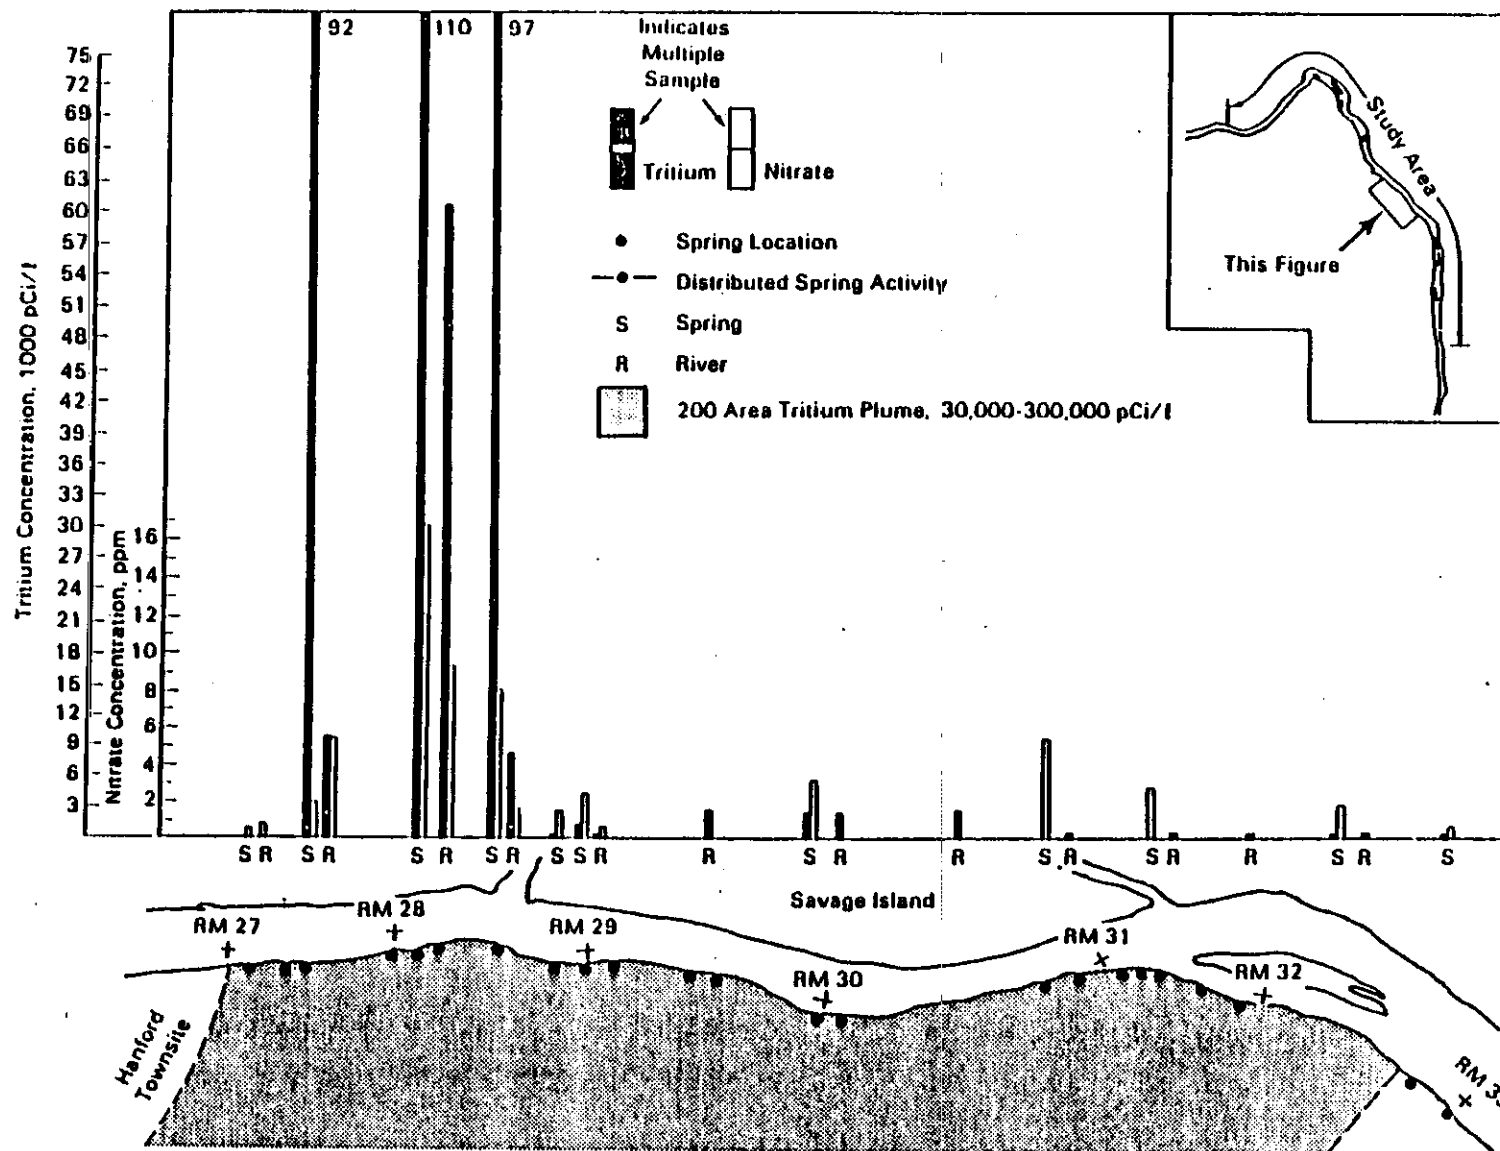 92
110
97
Indicates
Multiple
Sample
Tritium
Nitrate
Spring Location
Distributed Spring Activity
S Spring
R River
200 Area Tritium Plume, 30,000-300,000 pCi/ℓ
Study Area
This Figure
Tritium Concentration, 1000 pCi/ℓ
75
72
69
66
63
60
57
54
51
48
45
42
39
36
33
30
27
24
21
18
15
12
9
6
3
Nitrate Concentration, ppm
16
14
12
10
8
6
4
2
S R S R S R S R S S R R S R R S R S R R S R S
Savage Island
RM 27
RM 28
RM 29
RM 30
RM 31
RM 32
Hanford
Townsite